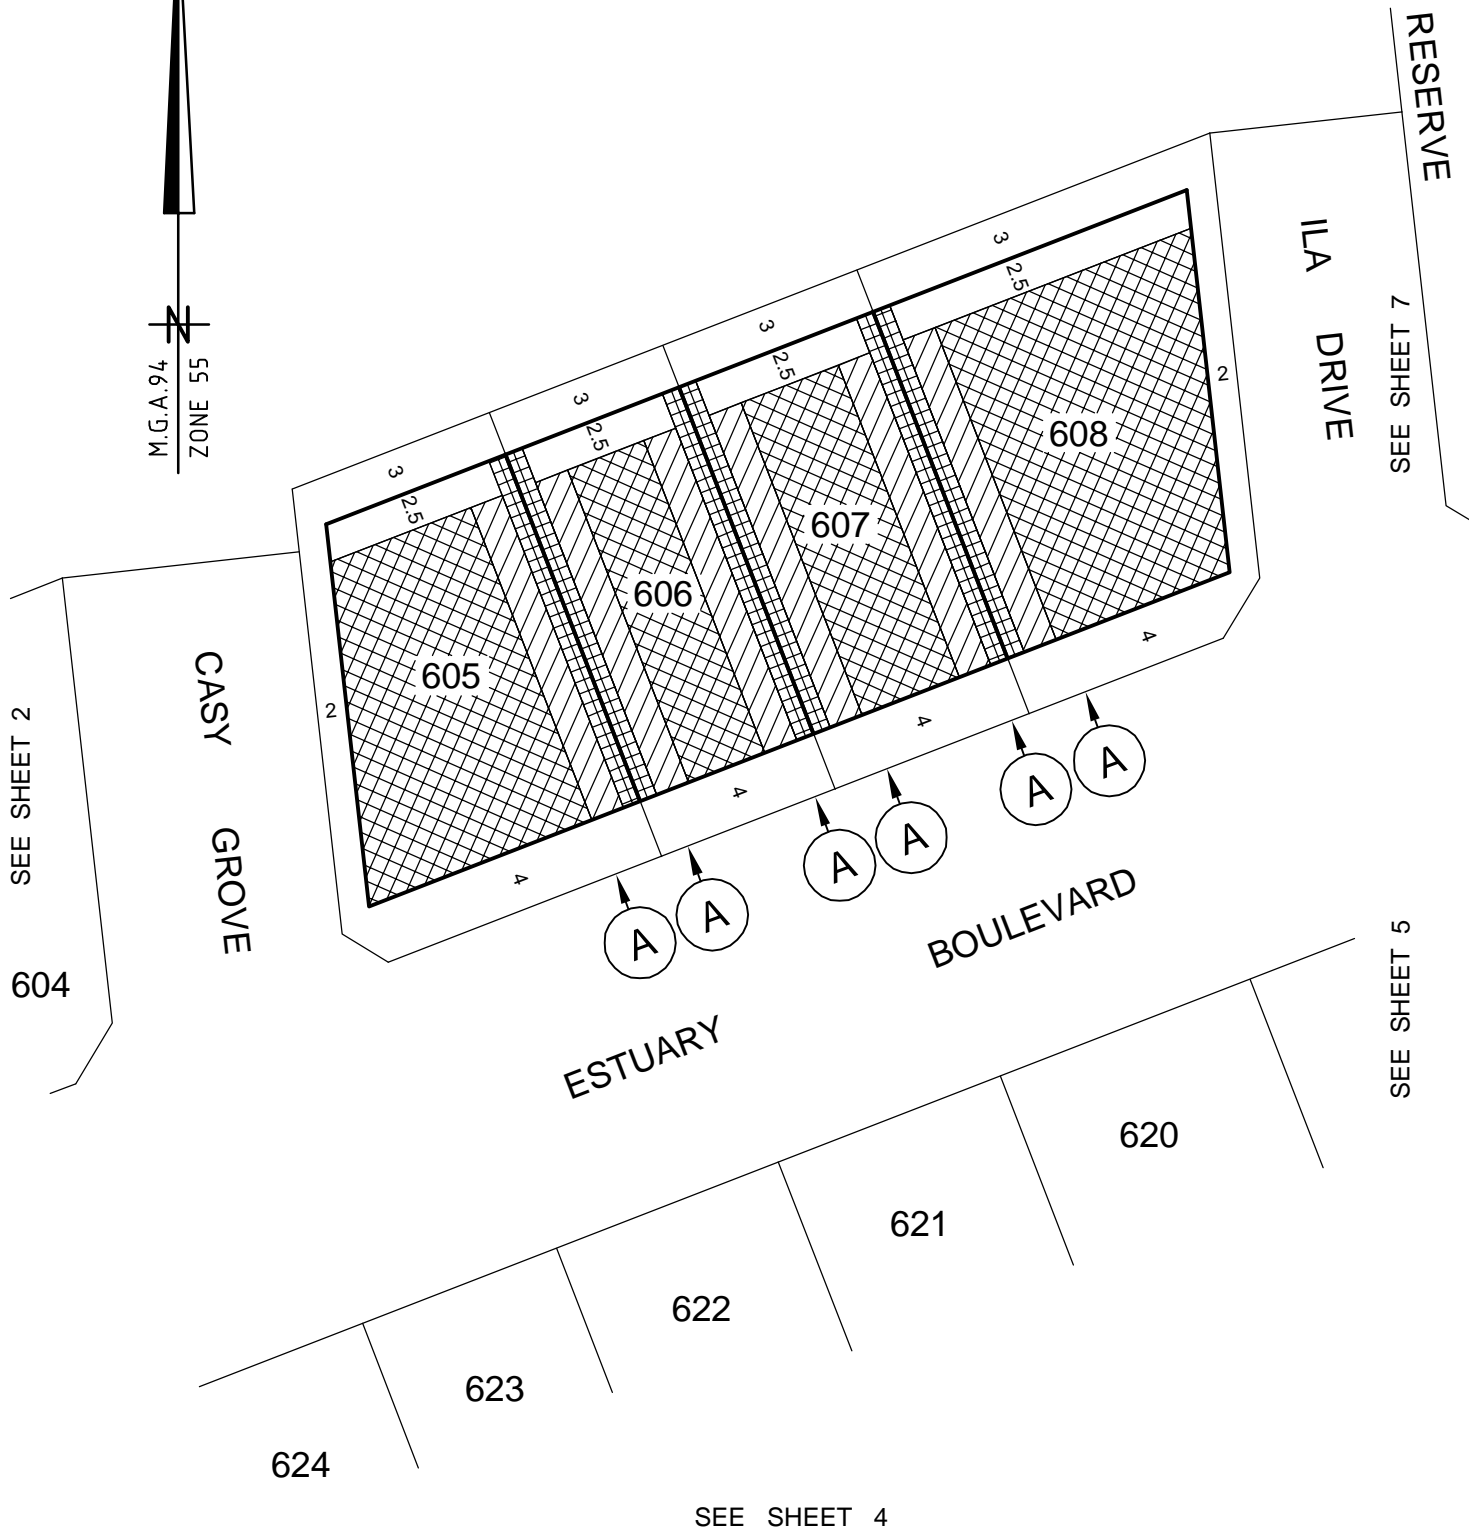 RESERVE
ILA DRIVE
SEE SHEET 7
N
M.G.A.94
ZONE 55
3
2.5
3
2.5
3
2.5
3
2.5
2
608
607
606
605
2
4
4
4
4
A
A
A
A
A
A
CASY GROVE
SEE SHEET 2
604
ESTUARY BOULEVARD
SEE SHEET 5
620
621
622
623
624
SEE SHEET 4